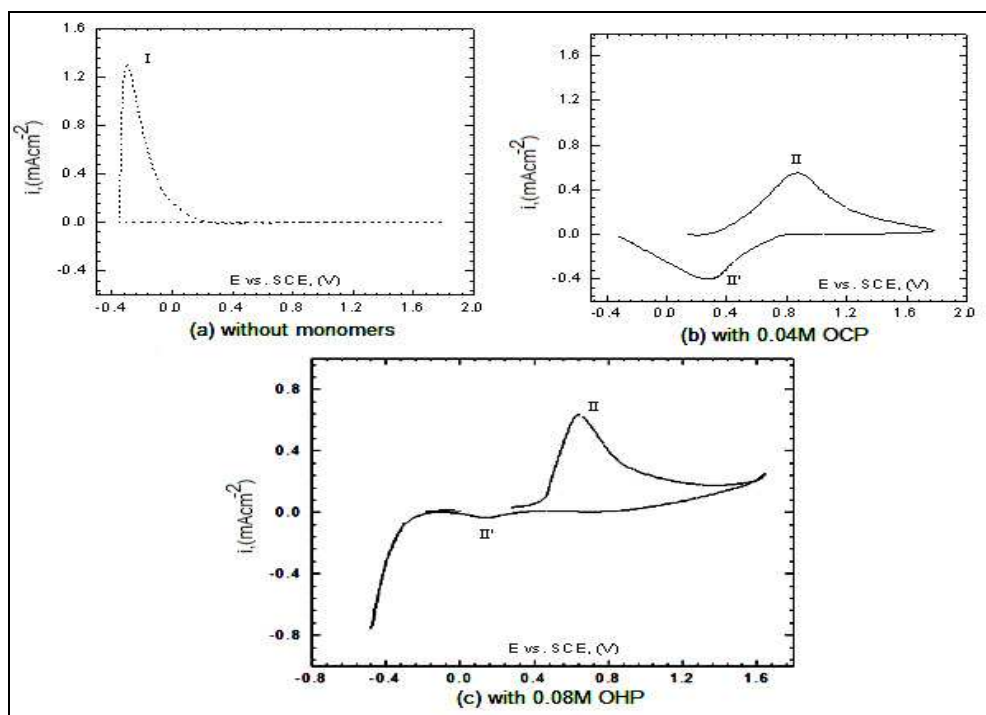 1.6
1.2
0.8
0.4
0.0
-0.4
i,(mAcm-2)
I
E vs. SCE, (V)
-0.4 0.0 0.4 0.8 1.2 1.6 2.0
(a) without monomers
1.6
1.2
0.8
0.4
0.0
-0.4
i,(mAcm-2)
II
II'
E vs. SCE, (V)
-0.4 0.0 0.4 0.8 1.2 1.6 2.0
(b) with 0.04M OCP
0.8
0.4
0.0
-0.4
-0.8
i,(mAcm-2)
II
II'
E vs. SCE, (V)
-0.8 -0.4 0.0 0.4 0.8 1.2 1.6
(c) with 0.08M OHP